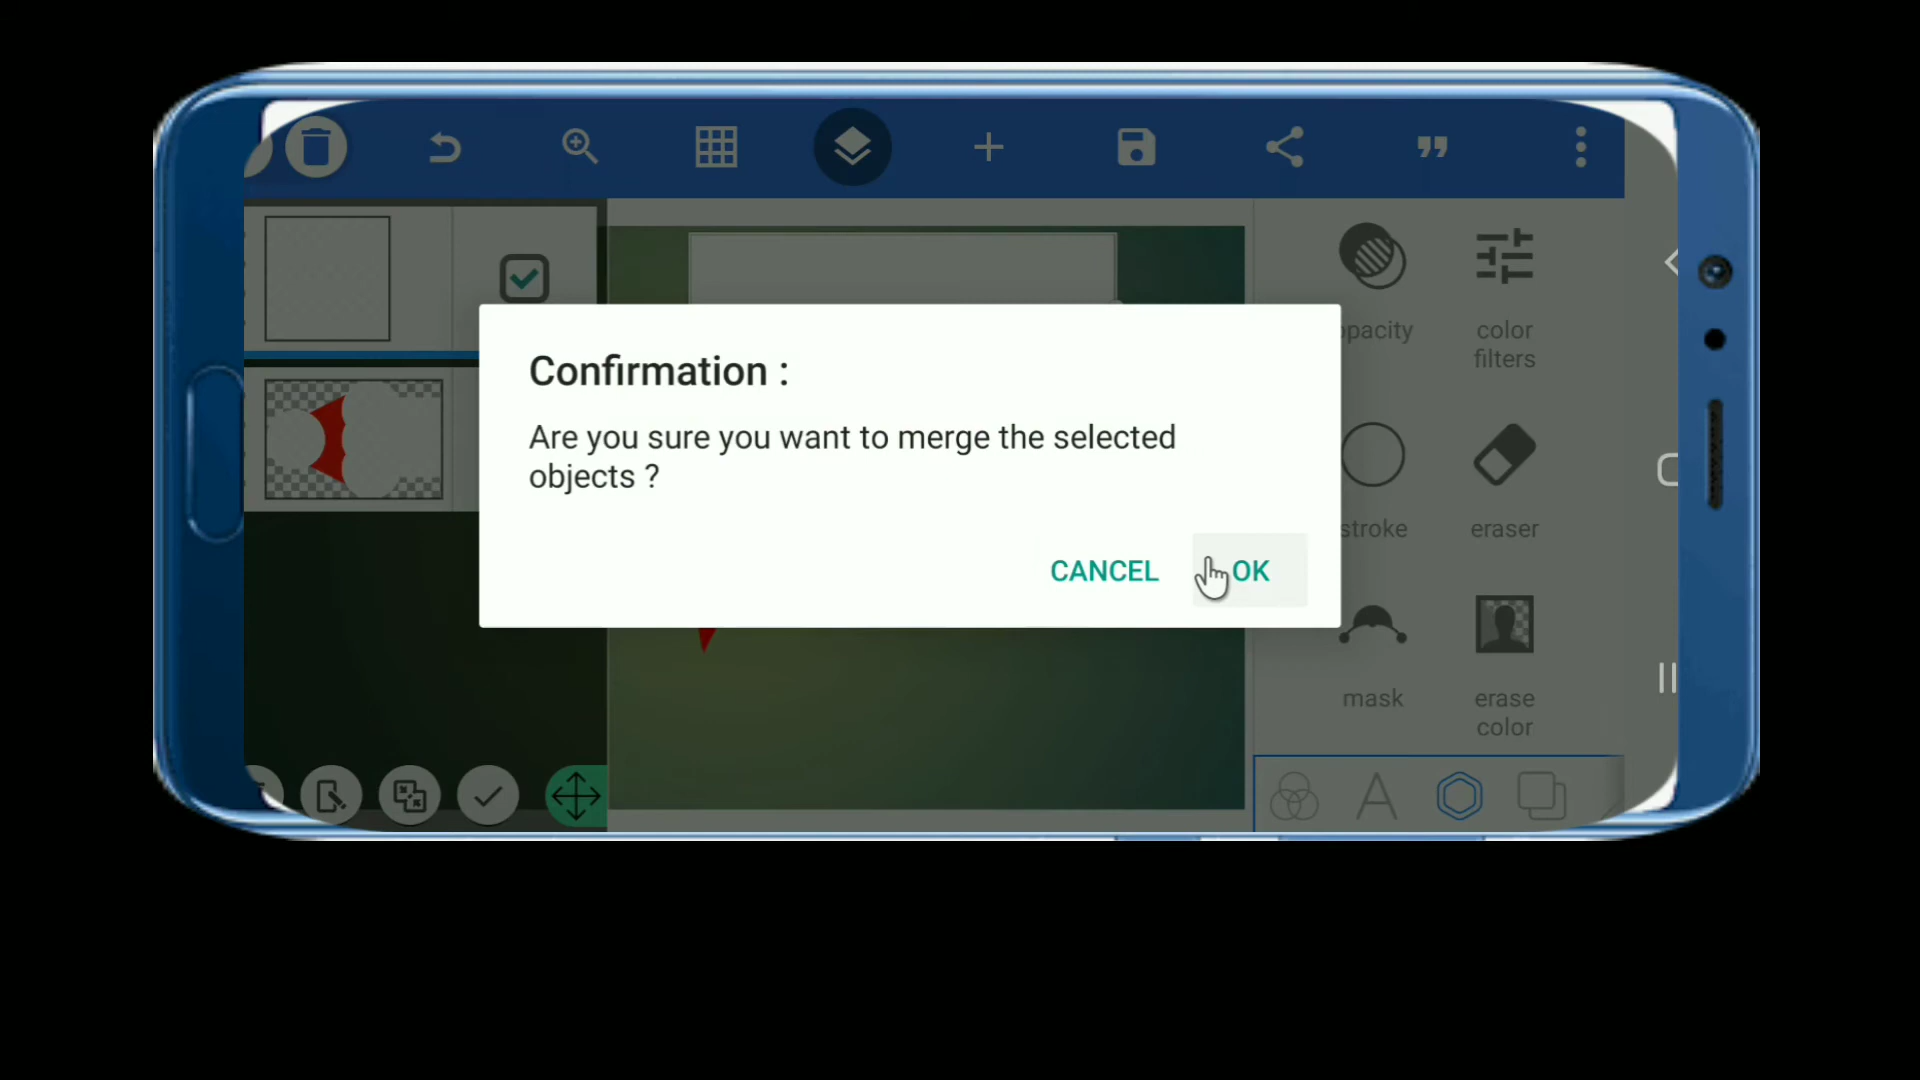 Confirmation :
Are you sure you want to merge the selected
objects ?
CANCEL
OK
opacity
color
filters
stroke
eraser
mask
erase
color